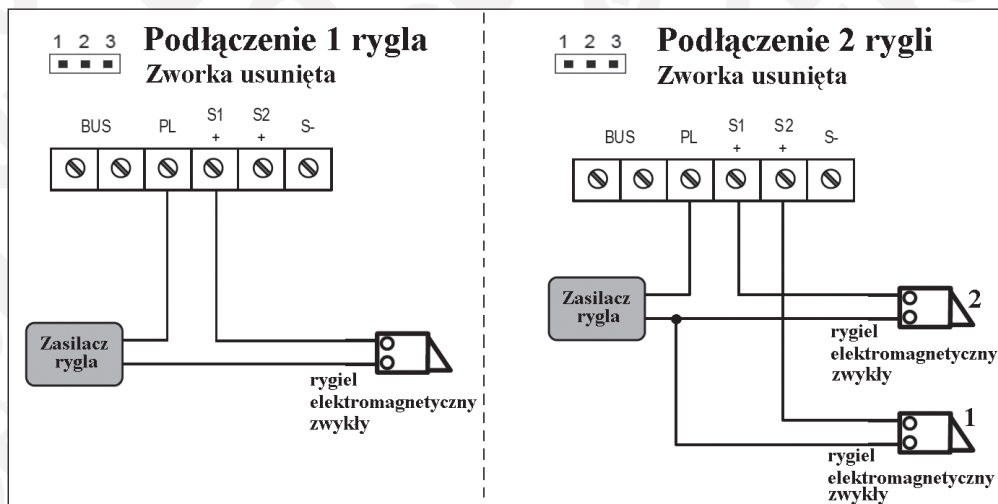 1 2 3
Podłączenie 1 rygla
Zworka usunięta
BUS PL S1 + S2 + S-
Zasilacz
rygla
rygiel
elektromagnetyczny
zwykły
1 2 3
Podłączenie 2 rygli
Zworka usunięta
BUS PL S1 + S2 + S-
Zasilacz
rygla
2
rygiel
elektromagnetyczny
zwykły
1
rygiel
elektromagnetyczny
zwykły